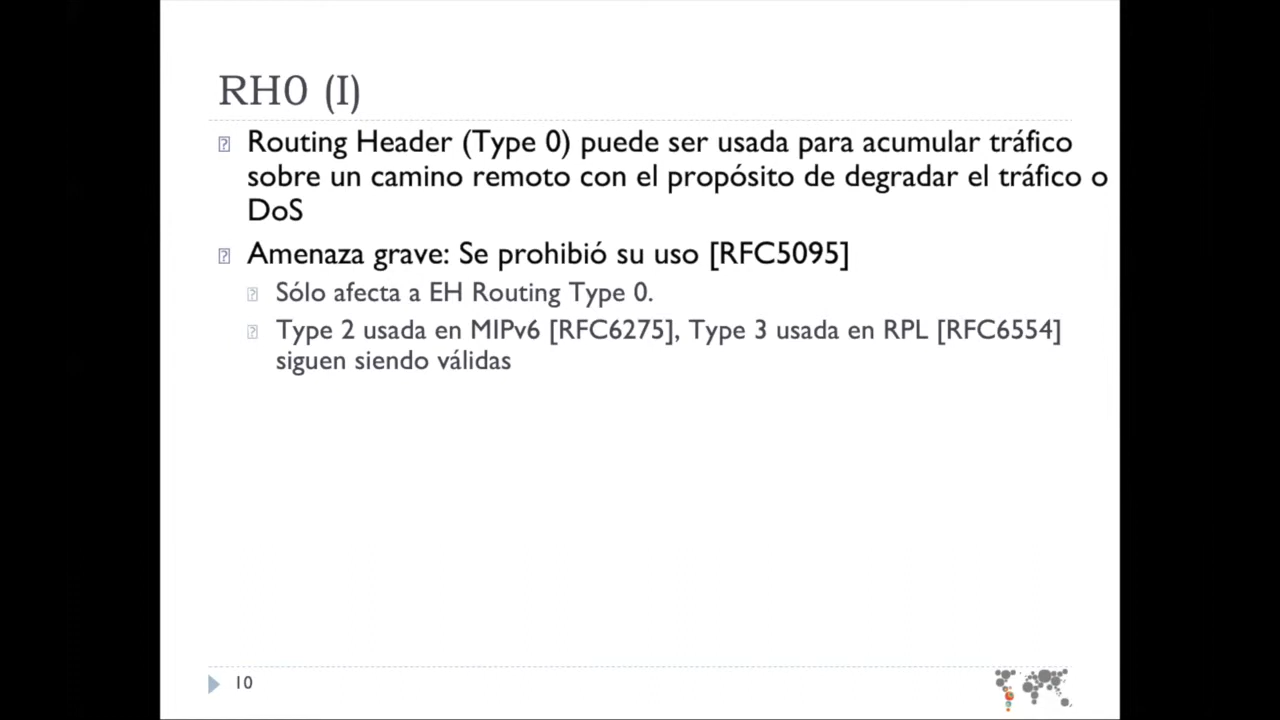 RH0 (I)
Routing Header (Type 0) puede ser usada para acumular tráfico
sobre un camino remoto con el propósito de degradar el tráfico o
DoS
Amenaza grave: Se prohibió su uso [RFC5095]
Sólo afecta a EH Routing Type 0.
Type 2 usada en MIPv6 [RFC6275], Type 3 usada en RPL [RFC6554]
siguen siendo válidas
10